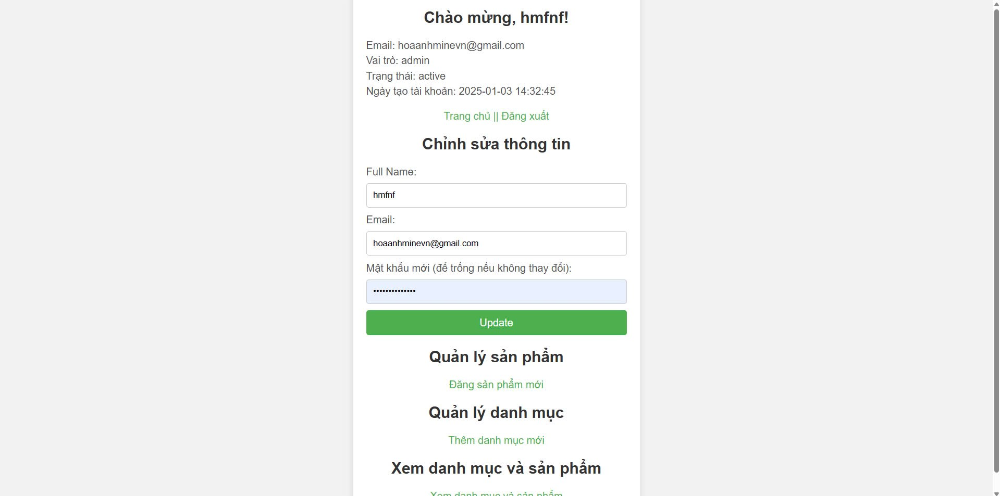 Chào mừng, hmfnf!
Email: hoaanhminevn@gmail.com
Vai trò: admin
Trạng thái: active
Ngày tạo tài khoản: 2025-01-03 14:32:45
Trang chủ || Đăng xuất
Chỉnh sửa thông tin
Full Name:
hmfnf
Email:
hoaanhminevn@gmail.com
Mật khẩu mới (để trống nếu không thay đổi):
••••••••••••••
Update
Quản lý sản phẩm
Đăng sản phẩm mới
Quản lý danh mục
Thêm danh mục mới
Xem danh mục và sản phẩm
Xem danh mục và sản phẩm